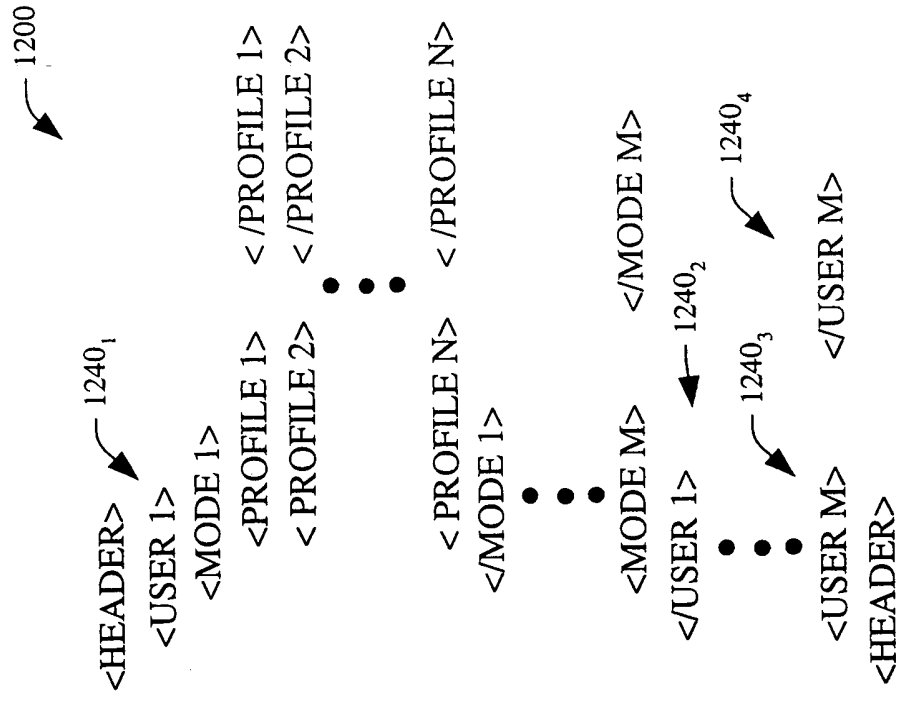 1200
<HEADER>
1240₁
<USER 1>
<MODE 1>
<PROFILE 1> < /PROFILE 1>
< PROFILE 2> < /PROFILE 2>
< PROFILE N> < /PROFILE N>
</MODE 1>
<MODE M> </MODE M>
1240₂
</USER 1>
1240₃
1240₄
<USER M> </USER M>
<HEADER>